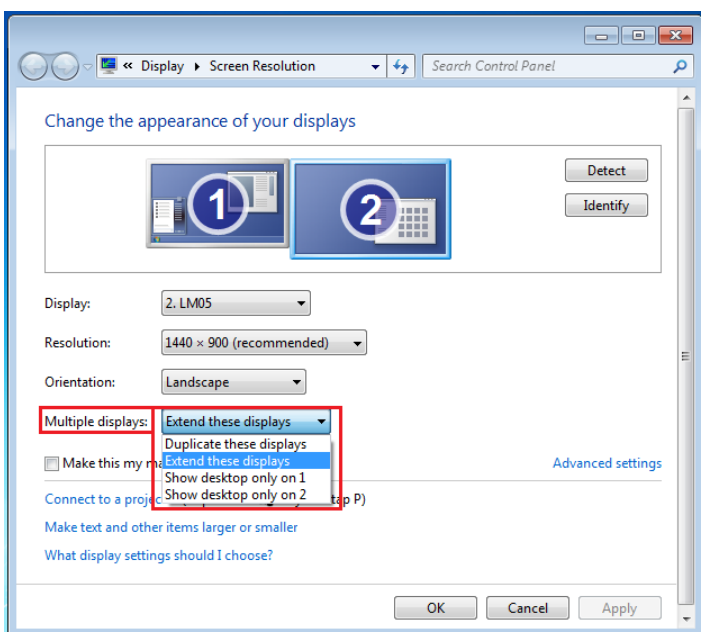 « Display ▸ Screen Resolution
Search Control Panel
Change the appearance of your displays
1
2
Detect
Identify
Display: 2. LM05
Resolution: 1440 × 900 (recommended)
Orientation: Landscape
Multiple displays: Extend these displays
Duplicate these displays
Extend these displays
Show desktop only on 1
Show desktop only on 2
Make this my
Advanced settings
Connect to a tap P)
Make text and other items larger or smaller
What display settings should I choose?
OK Cancel Apply